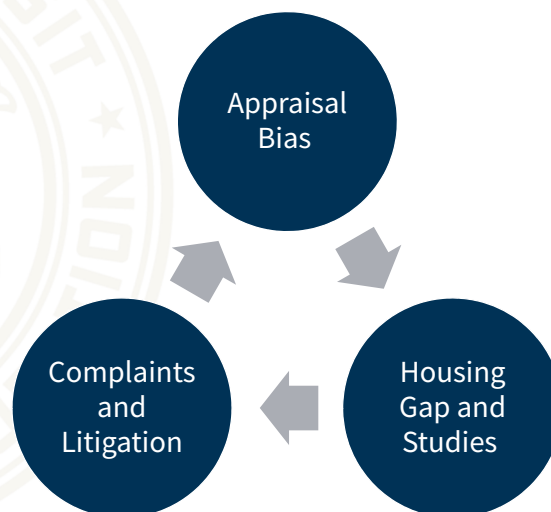 Appraisal
Bias
Housing
Gap and
Studies
Complaints
and
Litigation